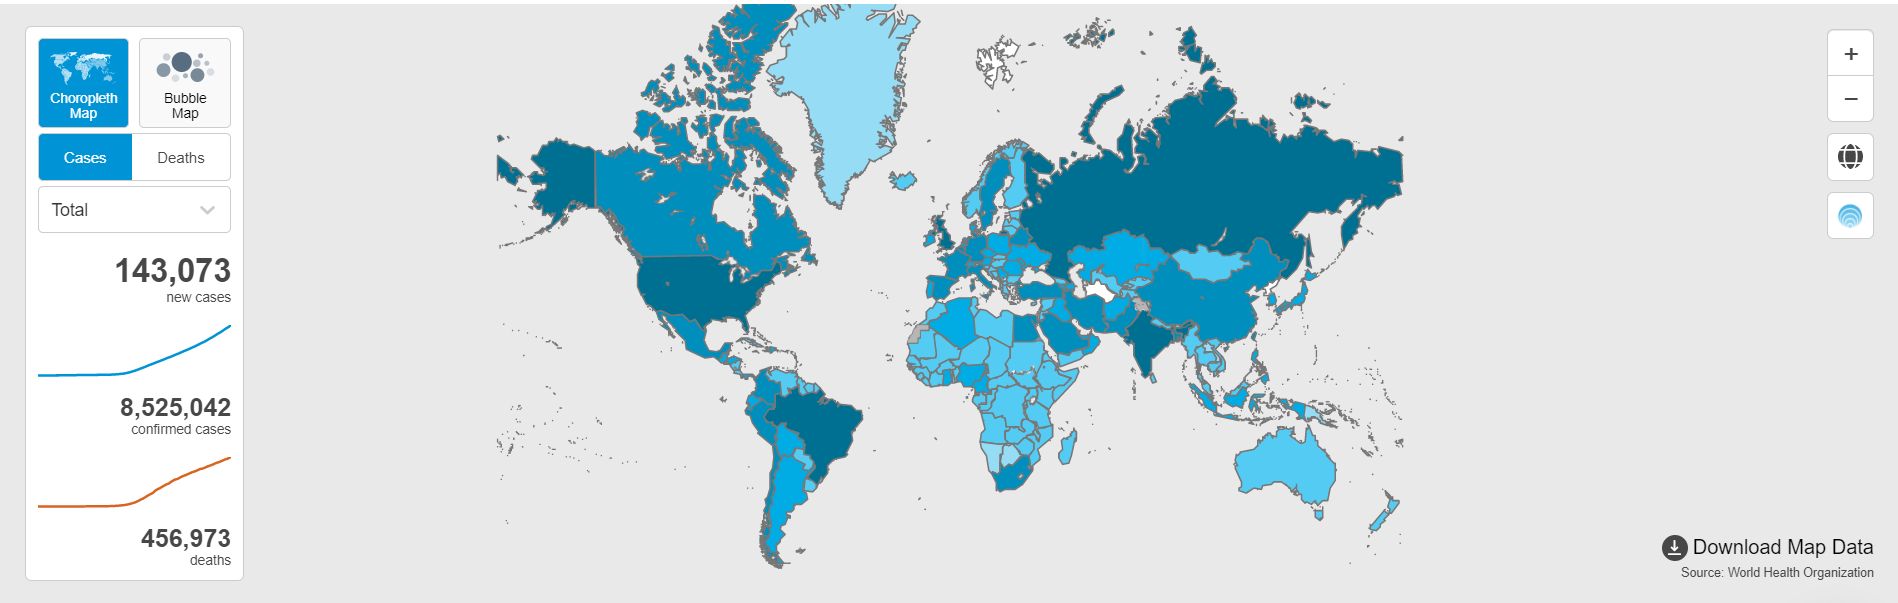 Choropleth
Map
Bubble
Map
Cases
Deaths
Total
143,073
new cases
8,525,042
confirmed cases
456,973
deaths
+
−
Download Map Data
Source: World Health Organization